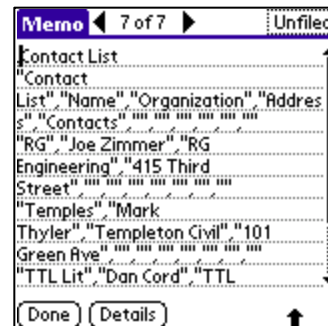 Memo 7 of 7 Unfiled
Contact List
"Contact
List","Name","Organization","Addres
s","Contacts","","","","","",""
"RG","Joe Zimmer","RG
Engineering","415 Third
Street","","","","","","",""
"Temples","Mark
Thyler","Templeton Civil","101
Green Ave","","","","","","",""
"TTL Lit","Dan Cord","TTL
Done Details